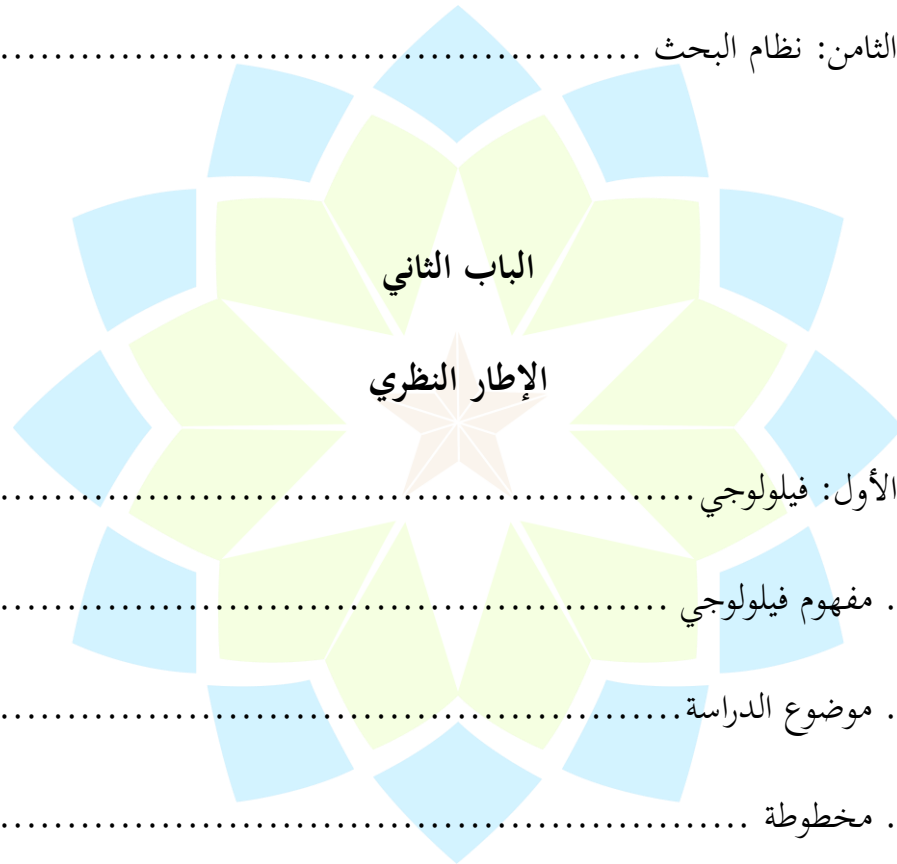 الثامن: نظام البحث ................................................
الباب الثاني
الإطار النظري
الأول: فيلولوجي ..................................................
. مفهوم فيلولوجي ..................................................
. موضوع الدراسة ..................................................
. مخطوطة ........................................................